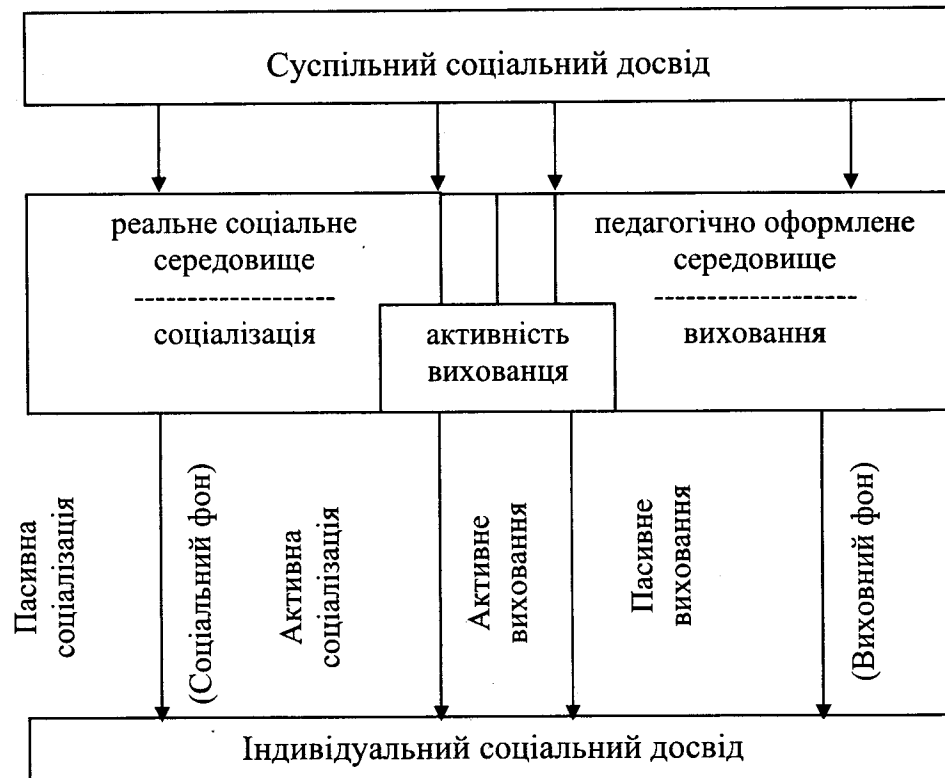 Суспільний соціальний досвід
реальне соціальне
середовище
--------------------
соціалізація
активність
вихованця
педагогічно оформлене
середовище
------------------
виховання
Пасивна
соціалізація
(Соціальний фон)
Активна
соціалізація
Активне
виховання
Пасивне
виховання
(Виховний фон)
Індивідуальний соціальний досвід